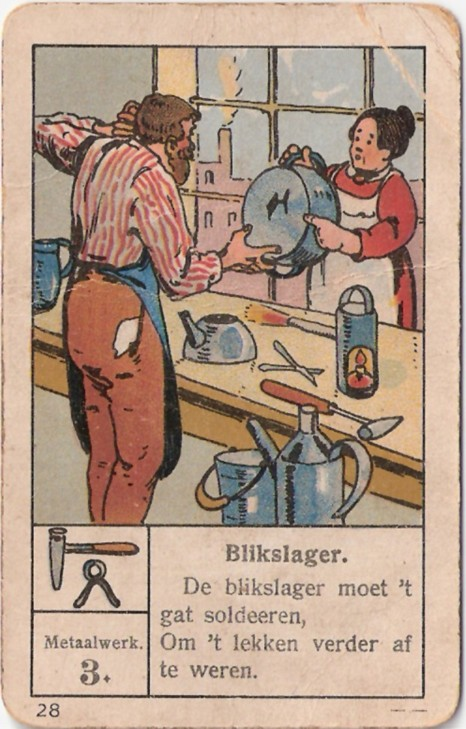 Blikslager.
De blikslager moet 't
gat soldeeren,
Om 't lekken verder af
te weren.
Metaalwerk.
3.
28